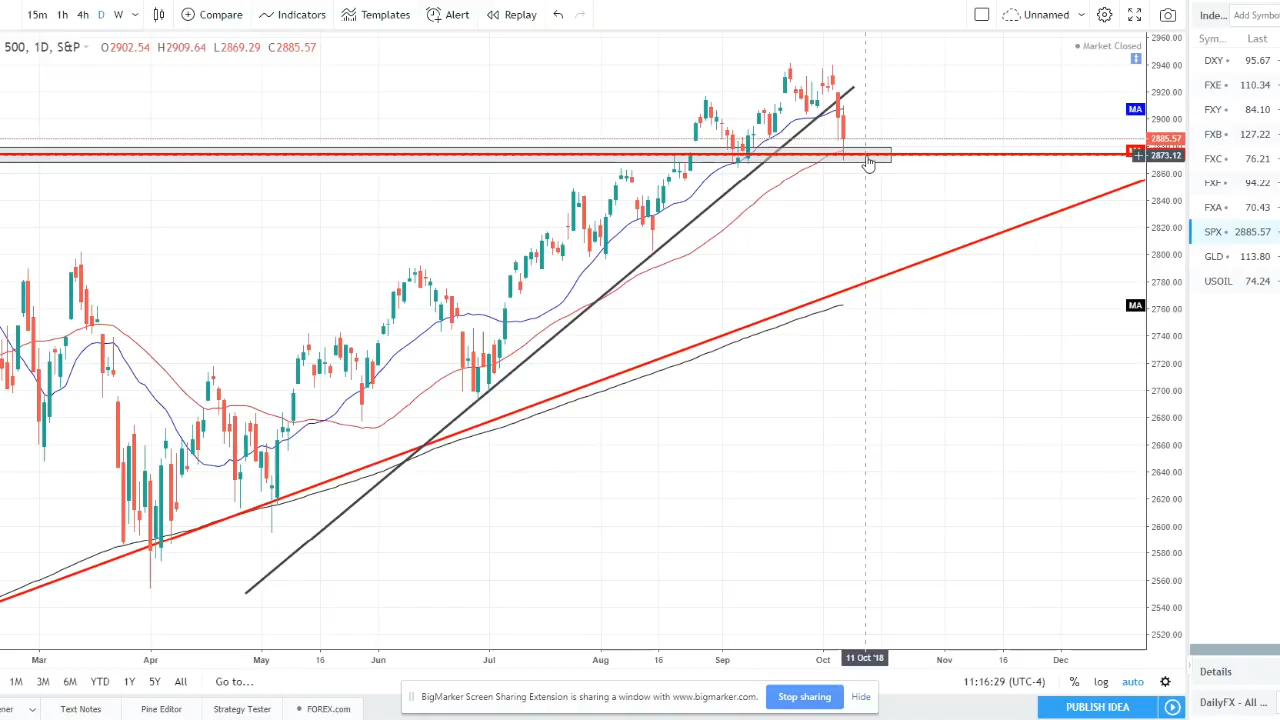 15m 1h 4h D W Compare Indicators Templates Alert Replay Unnamed Inde... Add Symbo
500, 1D, S&P O2902.54 H2909.64 L2869.29 C2885.57
Market Closed
Sym... Last
DXY 95.67
FXE 110.34
FXY 84.10
FXB 127.22
FXC 76.21
FXF 94.22
FXA 70.43
SPX 2885.57
GLD 113.80
USOIL 74.24
2960.00
2940.00
2920.00
MA
2900.00
2885.57
2873.12
2860.00
2840.00
2820.00
2800.00
2780.00
MA
2760.00
2740.00
2720.00
2700.00
2680.00
2660.00
2640.00
2620.00
2600.00
2580.00
2560.00
2540.00
2520.00
Mar Apr May 16 Jun Jul Aug 16 Sep Oct 11 Oct '18 Nov 16 Dec
1M 3M 6M YTD 1Y 5Y All Go to... 11:16:29 (UTC-4) % log auto
Details
BigMarker Screen Sharing Extension is sharing a window with www.bigmarker.com. Stop sharing Hide
ener Text Notes Pine Editor Strategy Tester FOREX.com PUBLISH IDEA
DailyFX - All ...